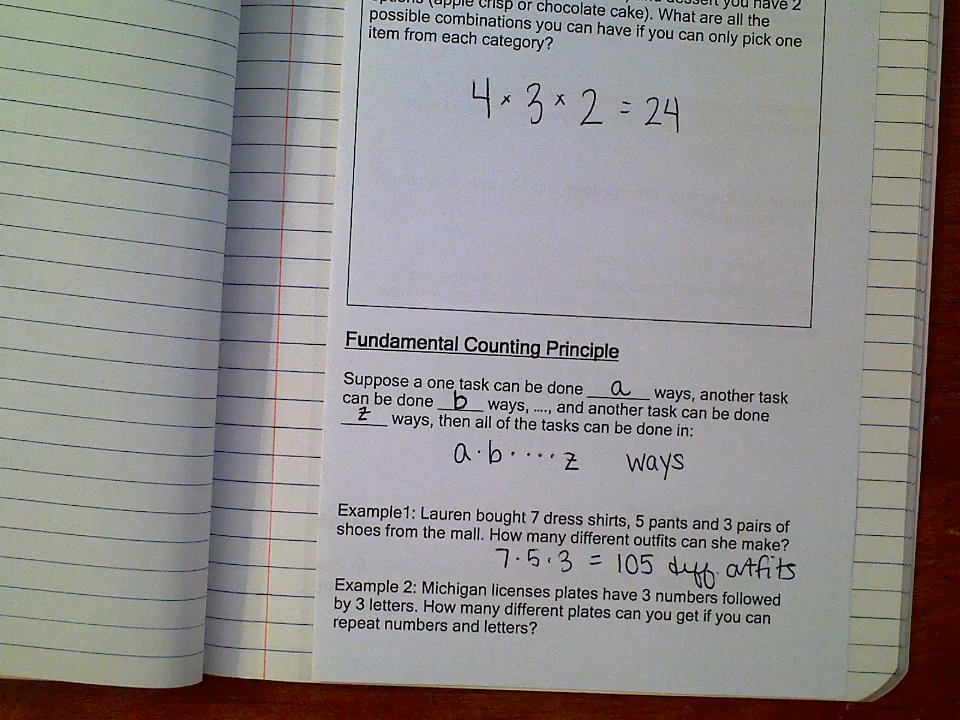 dessert you have 2
options (apple crisp or chocolate cake). What are all the
possible combinations you can have if you can only pick one
item from each category?
4 × 3 × 2 = 24
Fundamental Counting Principle
Suppose a one task can be done a ways, another task
can be done b ways, ...., and another task can be done
z ways, then all of the tasks can be done in:
a · b · · · · z ways
Example1: Lauren bought 7 dress shirts, 5 pants and 3 pairs of
shoes from the mall. How many different outfits can she make?
7 · 5 · 3 = 105 diff. outfits
Example 2: Michigan licenses plates have 3 numbers followed
by 3 letters. How many different plates can you get if you can
repeat numbers and letters?